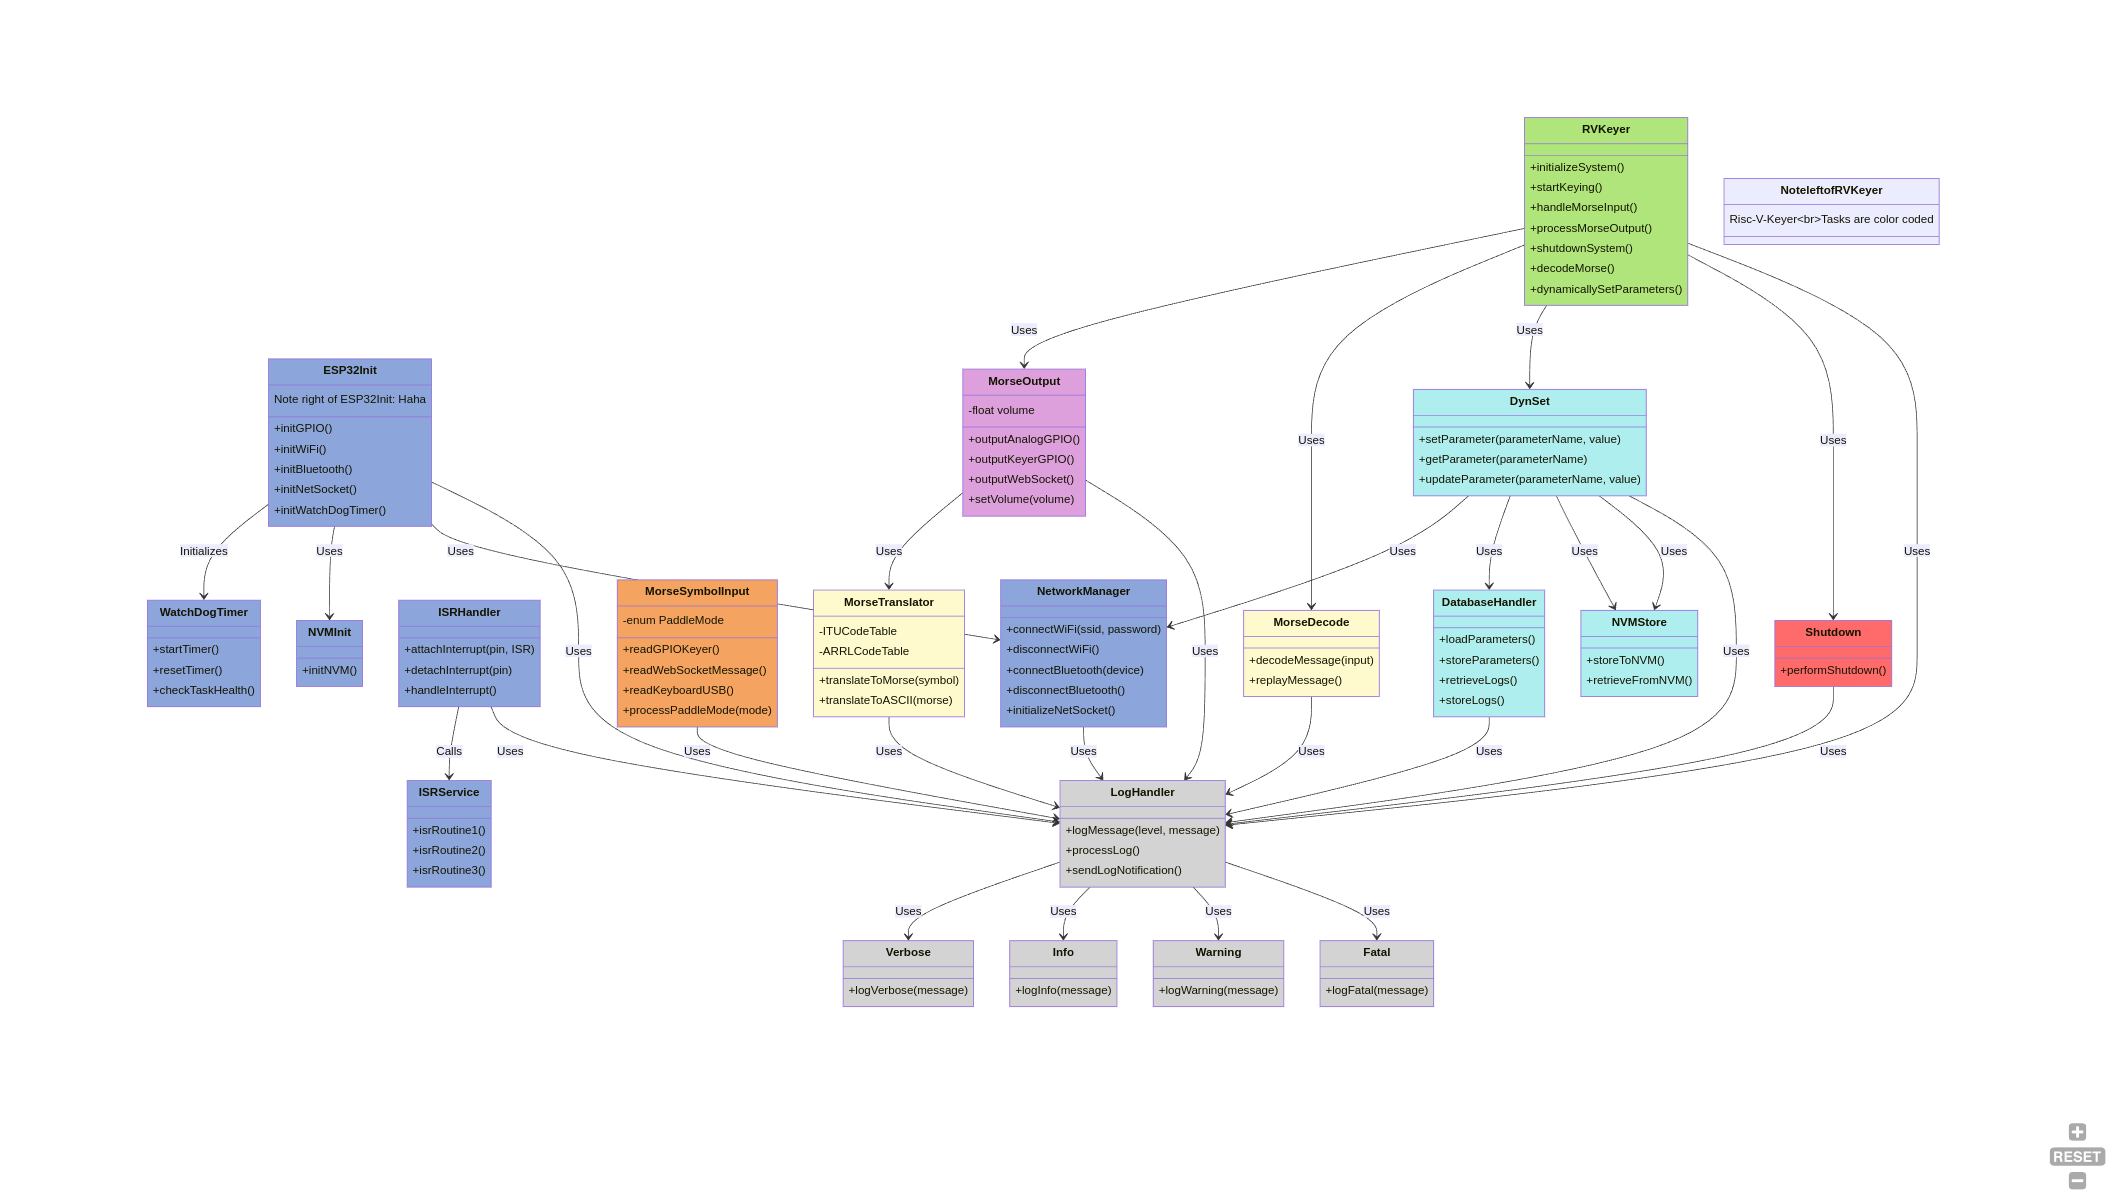 RVKeyer
+initializeSystem()
+startKeying()
+handleMorseInput()
+processMorseOutput()
+shutdownSystem()
+decodeMorse()
+dynamicallySetParameters()
NoteleftofRVKeyer
Risc-V-Keyer<br>Tasks are color coded
Uses
Uses
Uses
Uses
Uses
ESP32Init
Note right of ESP32Init: Haha
+initGPIO()
+initWiFi()
+initBluetooth()
+initNetSocket()
+initWatchDogTimer()
MorseOutput
-float volume
+outputAnalogGPIO()
+outputKeyerGPIO()
+outputWebSocket()
+setVolume(volume)
DynSet
+setParameter(parameterName, value)
+getParameter(parameterName)
+updateParameter(parameterName, value)
Initializes
Uses
Uses
Uses
Uses
Uses
Uses
Uses
Uses
Uses
Uses
Uses
WatchDogTimer
+startTimer()
+resetTimer()
+checkTaskHealth()
NVMInit
+initNVM()
ISRHandler
+attachInterrupt(pin, ISR)
+detachInterrupt(pin)
+handleInterrupt()
MorseSymbolInput
-enum PaddleMode
+readGPIOKeyer()
+readWebSocketMessage()
+readKeyboardUSB()
+processPaddleMode(mode)
MorseTranslator
-ITUCodeTable
-ARRLCodeTable
+translateToMorse(symbol)
+translateToASCII(morse)
NetworkManager
+connectWiFi(ssid, password)
+disconnectWiFi()
+connectBluetooth(device)
+disconnectBluetooth()
+initializeNetSocket()
MorseDecode
+decodeMessage(input)
+replayMessage()
DatabaseHandler
+loadParameters()
+storeParameters()
+retrieveLogs()
+storeLogs()
NVMStore
+storeToNVM()
+retrieveFromNVM()
Shutdown
+performShutdown()
Calls
Uses
Uses
Uses
Uses
Uses
Uses
Uses
ISRService
+isrRoutine1()
+isrRoutine2()
+isrRoutine3()
LogHandler
+logMessage(level, message)
+processLog()
+sendLogNotification()
Uses
Uses
Uses
Uses
Verbose
+logVerbose(message)
Info
+logInfo(message)
Warning
+logWarning(message)
Fatal
+logFatal(message)
RESET